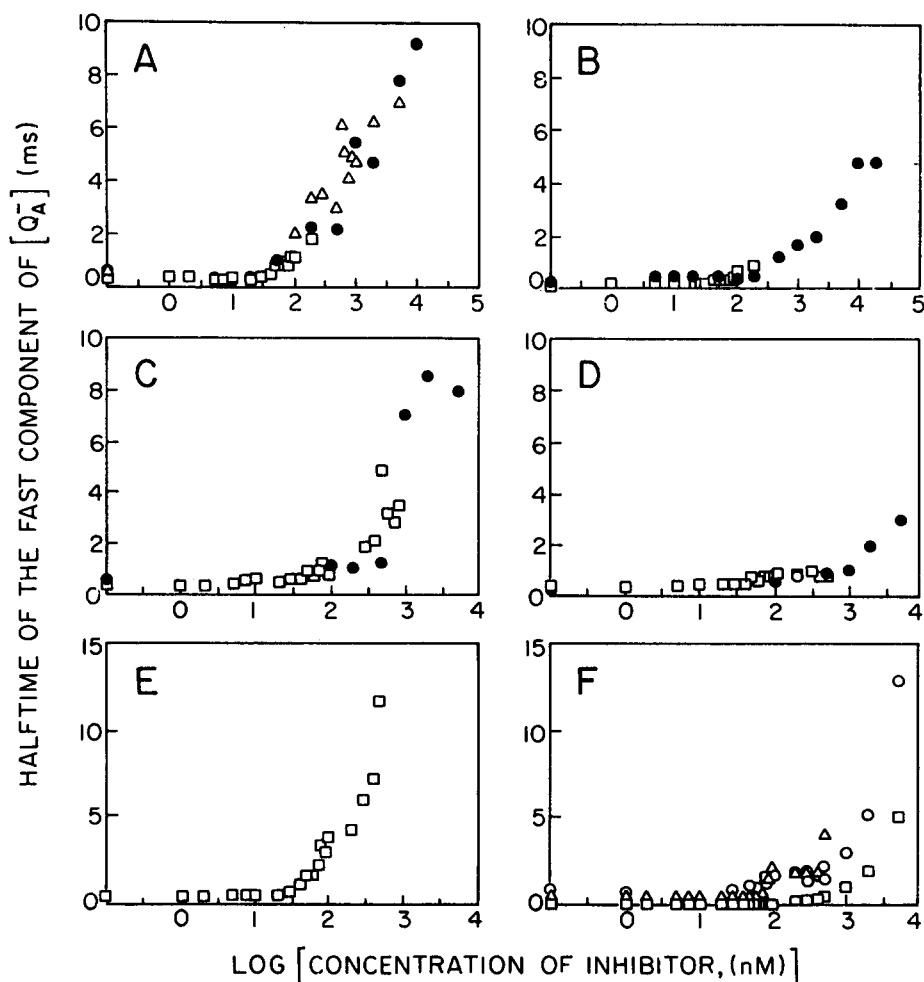 HALFTIME OF THE FAST COMPONENT OF [Q_A^-] (ms)
A
10
8
6
4
2
0
0 1 2 3 4 5
B
10
8
6
4
2
0
0 1 2 3 4 5
C
10
8
6
4
2
0
0 1 2 3 4
D
10
8
6
4
2
0
0 1 2 3 4
E
15
10
5
0
0 1 2 3 4
F
15
10
5
0
0 1 2 3 4
LOG [CONCENTRATION OF INHIBITOR, (nM)]